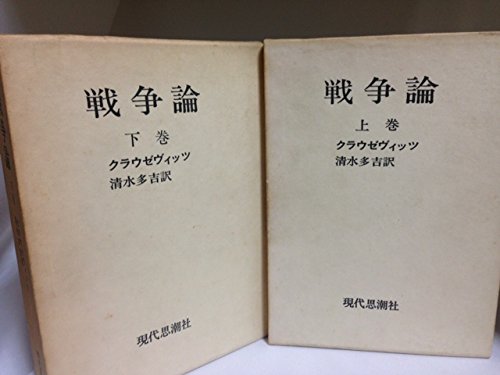 戦争論
下巻
クラウゼヴィッツ
清水多吉訳
現代思潮社
戦争論
上巻
クラウゼヴィッツ
清水多吉訳
現代思潮社